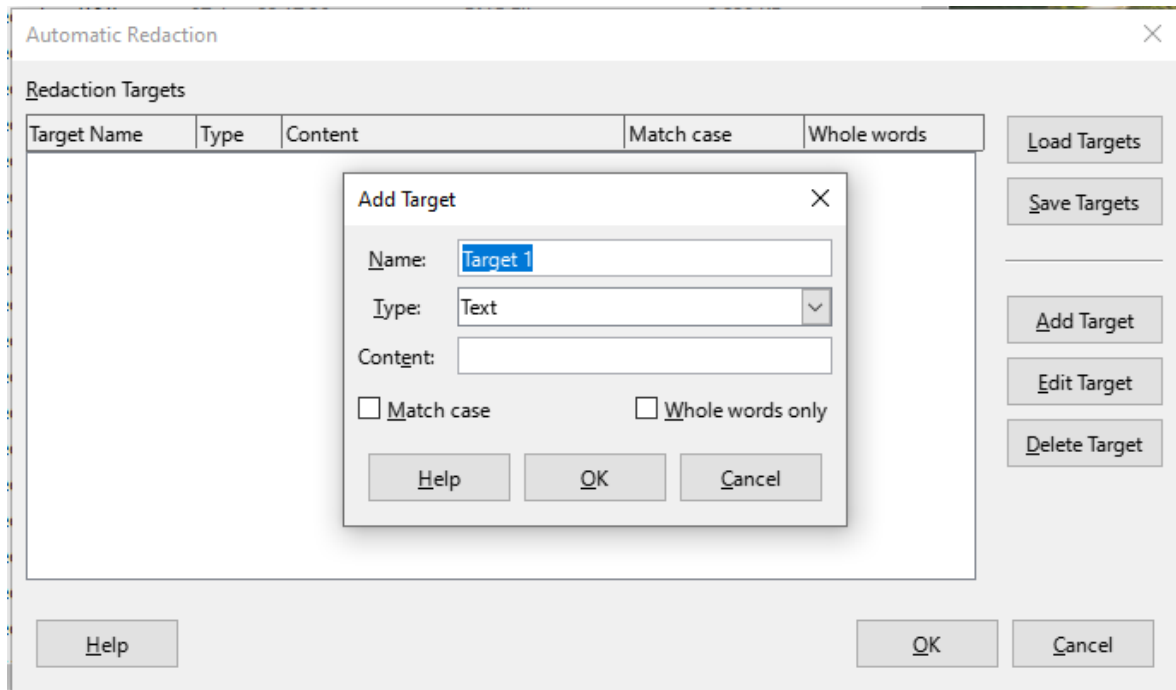 Automatic Redaction
Redaction Targets
Target Name Type Content Match case Whole words
Load Targets
Save Targets
Add Target
Edit Target
Delete Target
Add Target
Name: Target 1
Type: Text
Content:
Match case Whole words only
Help OK Cancel
Help OK Cancel